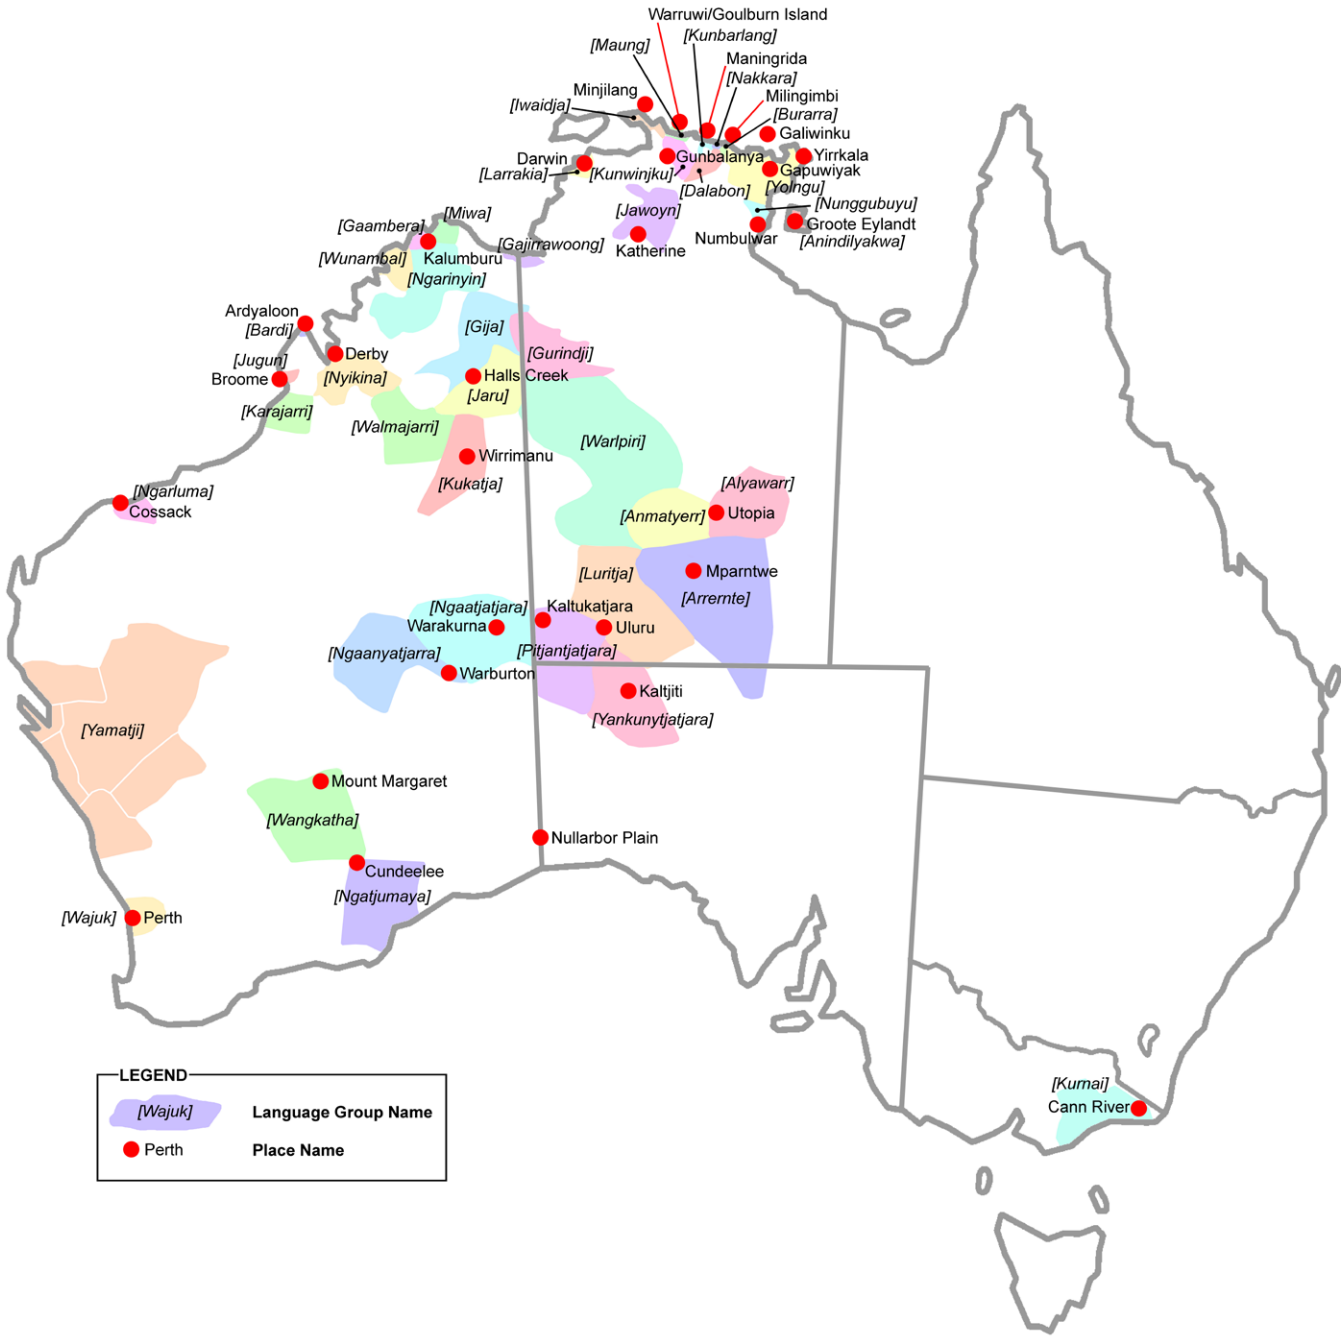 Warruwi/Goulburn Island
[Kunbarlang]
[Maung]
Maningrida
[Nakkara]
Minjilang
Milingimbi
[Iwaidja]
[Burarra]
Galiwinku
Darwin
Gunbalanya
Yirrkala
[Larrakia]
[Kunwinjku]
Gapuwiyak
[Dalabon]
[Yolngu]
[Nunggubuyu]
[Jawoyn]
[Miwa]
[Gaambera]
Groote Eylandt
Numbulwar
[Anindilyakwa]
[Gajirrawoong]
Katherine
[Wunambal]
Kalumburu
[Ngarinyin]
Ardyaloon
[Bardi]
[Gija]
[Jugun]
Derby
[Gurindji]
Broome
[Nyikina]
Halls Creek
[Jaru]
[Karajarri]
[Walmajarri]
[Warlpiri]
Wirrimanu
[Kukatja]
[Alyawarr]
[Ngarluma]
Cossack
[Anmatyerr]
Utopia
[Luritja]
Mparntwe
[Arrernte]
[Ngaatjatjara]
Kaltukatjara
Warakurna
Uluru
[Ngaanyatjarra]
[Pitjantjatjara]
Warburton
Kaltjiti
[Yankunytjatjara]
[Yamatji]
Mount Margaret
[Wangkatha]
Nullarbor Plain
Cundeelee
[Ngatjumaya]
[Wajuk]
Perth
LEGEND
[Wajuk]
Language Group Name
Perth
Place Name
[Kurnai]
Cann River